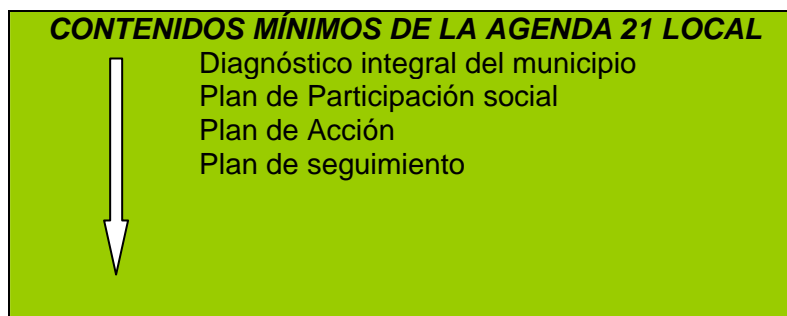 CONTENIDOS MÍNIMOS DE LA AGENDA 21 LOCAL
Diagnóstico integral del municipio
Plan de Participación social
Plan de Acción
Plan de seguimiento